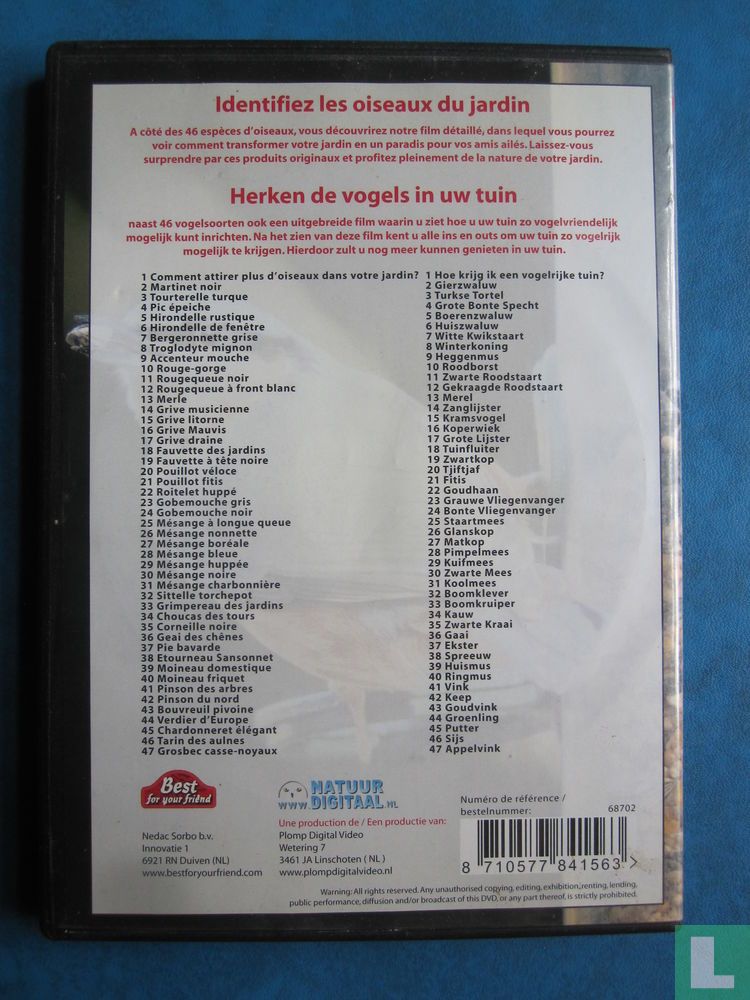 Identifiez les oiseaux du jardin
A côté des 46 espèces d'oiseaux, vous découvrirez notre film détaillé, dans lequel vous pourrez
voir comment transformer votre jardin en un paradis pour vos amis ailés. Laissez-vous
surprendre par ces produits originaux et profitez pleinement de la nature de votre jardin.
Herken de vogels in uw tuin
naast 46 vogelsoorten ook een uitgebreide film waarin u ziet hoe u uw tuin zo vogelvriendelijk
mogelijk kunt inrichten. Na het zien van deze film kent u alle ins en outs om uw tuin zo vogelrijk
mogelijk te krijgen. Hierdoor zult u nog meer kunnen genieten in uw tuin.
1 Comment attirer plus d'oiseaux dans votre jardin?
2 Martinet noir
3 Tourterelle turque
4 Pic épeiche
5 Hirondelle rustique
6 Hirondelle de fenêtre
7 Bergeronnette grise
8 Troglodyte mignon
9 Accenteur mouche
10 Rouge-gorge
11 Rougequeue noir
12 Rougequeue à front blanc
13 Merle
14 Grive musicienne
15 Grive litorne
16 Grive Mauvis
17 Grive draine
18 Fauvette des jardins
19 Fauvette à tête noire
20 Pouillot véloce
21 Pouillot fitis
22 Roitelet huppé
23 Gobemouche gris
24 Gobemouche noir
25 Mésange à longue queue
26 Mésange nonnette
27 Mésange boréale
28 Mésange bleue
29 Mésange huppée
30 Mésange noire
31 Mésange charbonnière
32 Sittelle torchepot
33 Grimpereau des jardins
34 Choucas des tours
35 Corneille noire
36 Geai des chênes
37 Pie bavarde
38 Etourneau Sansonnet
39 Moineau domestique
40 Moineau friquet
41 Pinson des arbres
42 Pinson du nord
43 Bouvreuil pivoine
44 Verdier d'Europe
45 Chardonneret élégant
46 Tarin des aulnes
47 Grosbec casse-noyaux
1 Hoe krijg ik een vogelrijke tuin?
2 Gierzwaluw
3 Turkse Tortel
4 Grote Bonte Specht
5 Boerenzwaluw
6 Huiszwaluw
7 Witte Kwikstaart
8 Winterkoning
9 Heggenmus
10 Roodborst
11 Zwarte Roodstaart
12 Gekraagde Roodstaart
13 Merel
14 Zanglijster
15 Kramsvogel
16 Koperwiek
17 Grote Lijster
18 Tuinfluiter
19 Zwartkop
20 Tjiftjaf
21 Fitis
22 Goudhaan
23 Grauwe Vliegenvanger
24 Bonte Vliegenvanger
25 Staartmees
26 Glanskop
27 Matkop
28 Pimpelmees
29 Kuifmees
30 Zwarte Mees
31 Koolmees
32 Boomklever
33 Boomkruiper
34 Kauw
35 Zwarte Kraai
36 Gaai
37 Ekster
38 Spreeuw
39 Huismus
40 Ringmus
41 Vink
42 Keep
43 Goudvink
44 Groenling
45 Putter
46 Sijs
47 Appelvink
Best
for your friend
Nedac Sorbo b.v.
Innovatie 1
6921 RN Duiven (NL)
www.bestforyourfriend.com
NATUUR
www.DIGITAAL.NL
Une production de / Een productie van:
Plomp Digital Video
Wetering 7
3461 JA Linschoten ( NL )
www.plompdigitalvideo.nl
Numéro de référence /
bestelnummer: 68702
8 710577 841563 >
Warning: All rights reserved. Any unauthorised copying, editing, exhibition, renting, lending,
public performance, diffusion and/or broadcast of this DVD, or any part thereof, is strictly prohibited.
L